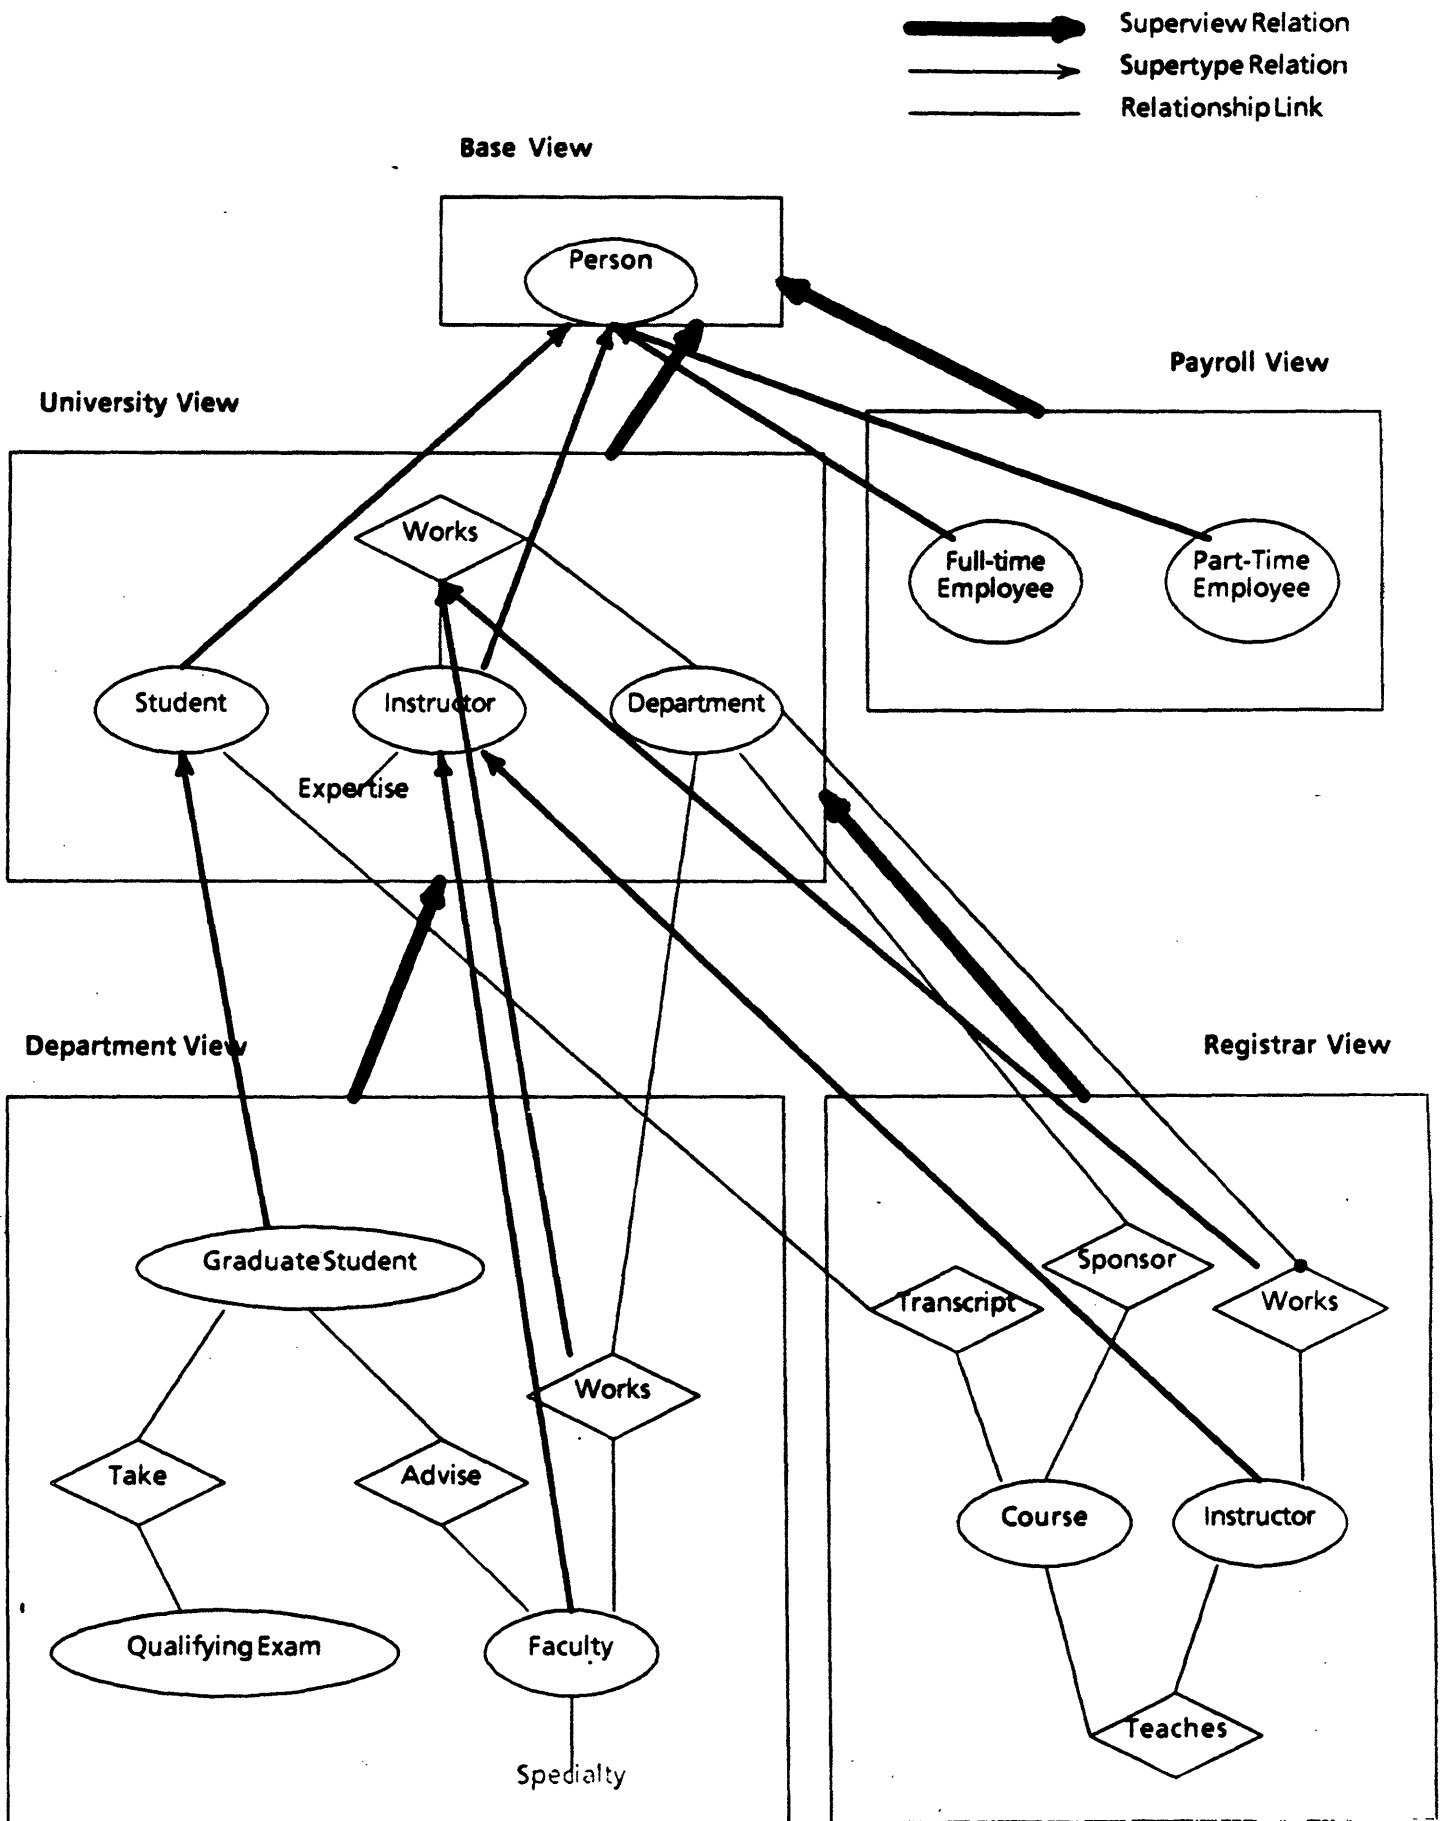 Superview Relation
Supertype Relation
Relationship Link
Base View
Person
Payroll View
University View
Works
Full-time
Employee
Part-Time
Employee
Student
Instructor
Department
Expertise
Department View
Registrar View
Graduate Student
Sponsor
Transcript
Works
Works
Take
Advise
Course
Instructor
Qualifying Exam
Faculty
Teaches
Specialty